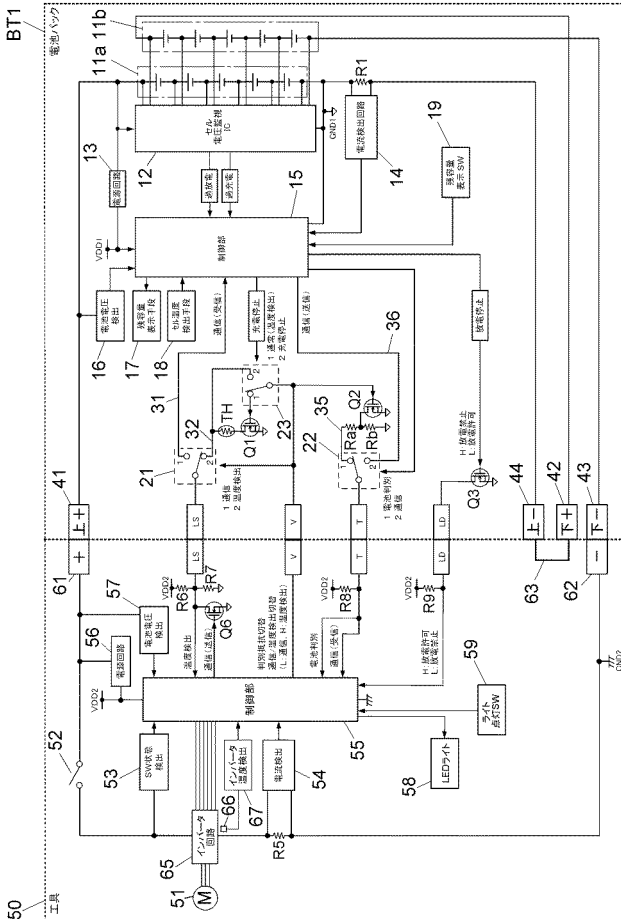 BT1
電池パック
50
工具
11a
11b
13
電源回路
セル
電圧監視
IC
12
過放電
過充電
GND1
R1
電流検出回路
14
19
残容量
表示SW
VDD1
15
制御部
16
電池電圧
検出
17
残容量
表示手段
18
セル温度
検出手段
通信(受信)
充電停止
1 通常(温度検出)
2 充電停止
通信(送信)
31
32
TH
Q1
1
2
23
21
1
2
1 通信
2 温度検出
36
35
Ra
Rb
Q2
22
1
2
1 電池判別
2 通信
放電停止
H:放電禁止
L:放電許可
Q3
41
上+
44
上−
42
下+
43
下−
61
+
62
−
63
LS
LS
V
V
T
T
LD
LD
VDD2
R6
R7
Q6
温度検出
通信(送信)
判別抵抗切替
通信/温度検出切替
(L:通信, H:温度検出)
VDD2
R8
電池判別
通信(受信)
VDD2
R9
H:放電許可
L:放電禁止
57
電池電圧
検出
56
電源回路
VDD2
52
53
SW状態
検出
制御部
55
54
電流検出
インバータ
温度検出
67
66
R5
65
インバータ
回路
M
51
58
LEDライト
59
ライト
点灯SW
GND2